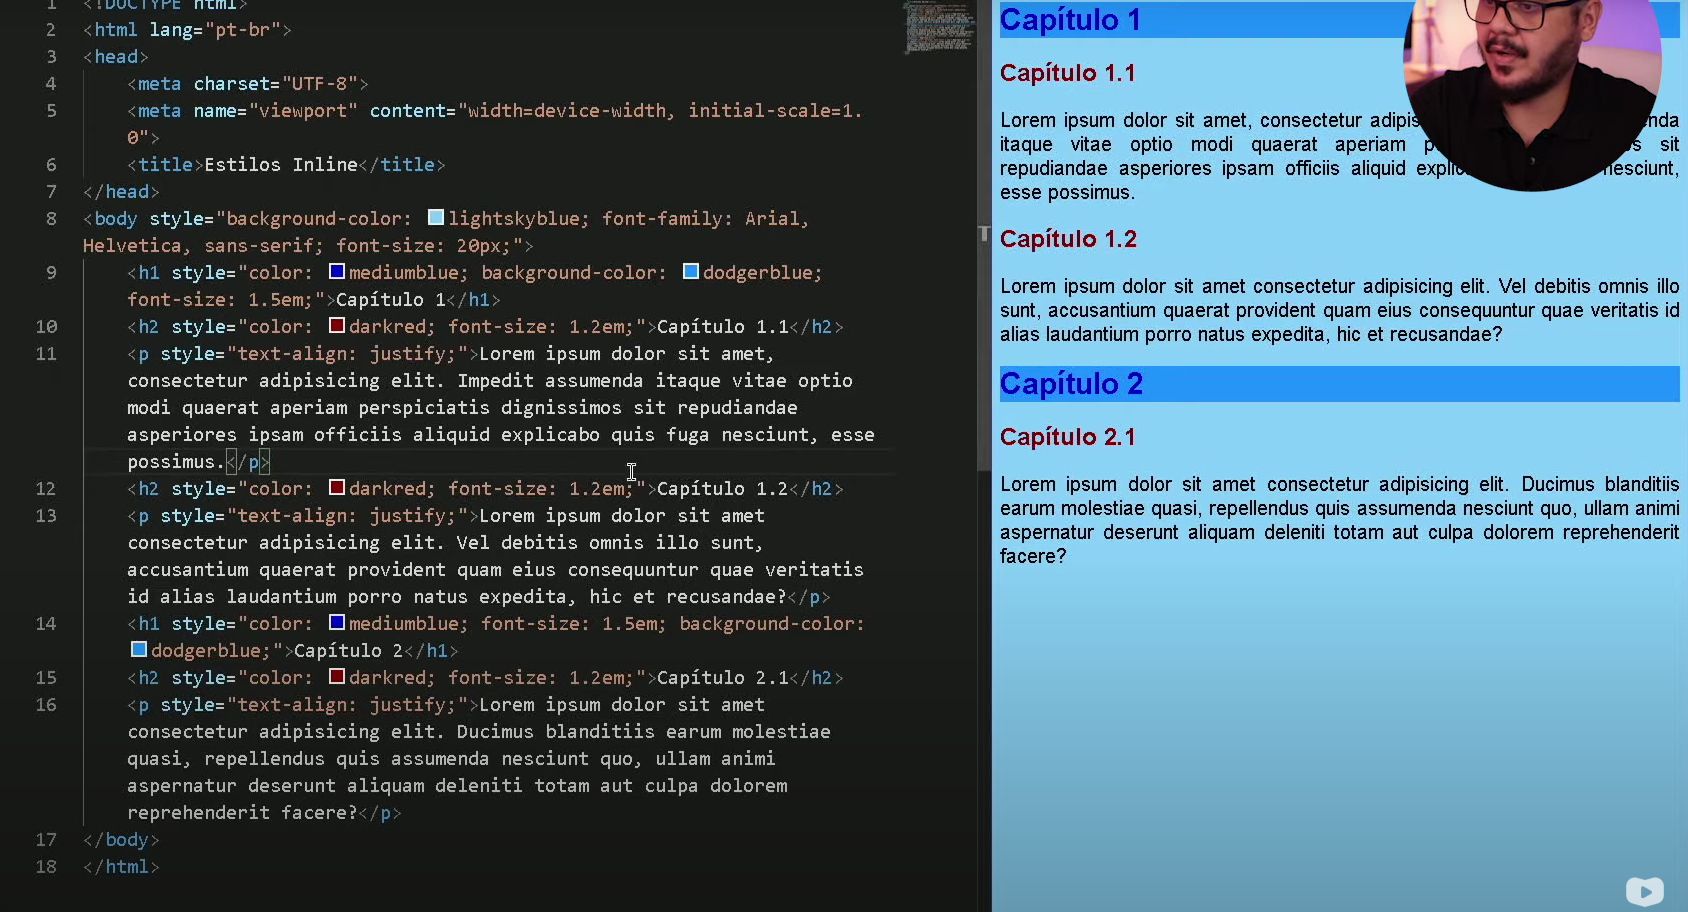 1 <!DOCTYPE html>
2 <html lang="pt-br">
3 <head>
4 <meta charset="UTF-8">
5 <meta name="viewport" content="width=device-width, initial-scale=1.
0">
6 <title>Estilos Inline</title>
7 </head>
8 <body style="background-color: lightskyblue; font-family: Arial,
Helvetica, sans-serif; font-size: 20px;">
9 <h1 style="color: mediumblue; background-color: dodgerblue;
font-size: 1.5em;">Capítulo 1</h1>
10 <h2 style="color: darkred; font-size: 1.2em;">Capítulo 1.1</h2>
11 <p style="text-align: justify;">Lorem ipsum dolor sit amet,
consectetur adipisicing elit. Impedit assumenda itaque vitae optio
modi quaerat aperiam perspiciatis dignissimos sit repudiandae
asperiores ipsam officiis aliquid explicabo quis fuga nesciunt, esse
possimus.</p>
12 <h2 style="color: darkred; font-size: 1.2em;">Capítulo 1.2</h2>
13 <p style="text-align: justify;">Lorem ipsum dolor sit amet
consectetur adipisicing elit. Vel debitis omnis illo sunt,
accusantium quaerat provident quam eius consequuntur quae veritatis
id alias laudantium porro natus expedita, hic et recusandae?</p>
14 <h1 style="color: mediumblue; font-size: 1.5em; background-color:
dodgerblue;">Capítulo 2</h1>
15 <h2 style="color: darkred; font-size: 1.2em;">Capítulo 2.1</h2>
16 <p style="text-align: justify;">Lorem ipsum dolor sit amet
consectetur adipisicing elit. Ducimus blanditiis earum molestiae
quasi, repellendus quis assumenda nesciunt quo, ullam animi
aspernatur deserunt aliquam deleniti totam aut culpa dolorem
reprehenderit facere?</p>
17 </body>
18 </html>
Capítulo 1
Capítulo 1.1
Lorem ipsum dolor sit amet, consectetur
itaque vitae optio modi quaerat aperiam sit
repudiandae asperiores ipsam officiis aliquid nesciunt,
esse possimus.
Capítulo 1.2
Lorem ipsum dolor sit amet consectetur adipisicing elit. Vel debitis omnis illo
sunt, accusantium quaerat provident quam eius consequuntur quae veritatis id
alias laudantium porro natus expedita, hic et recusandae?
Capítulo 2
Capítulo 2.1
Lorem ipsum dolor sit amet consectetur adipisicing elit. Ducimus blanditiis
earum molestiae quasi, repellendus quis assumenda nesciunt quo, ullam animi
aspernatur deserunt aliquam deleniti totam aut culpa dolorem reprehenderit
facere?